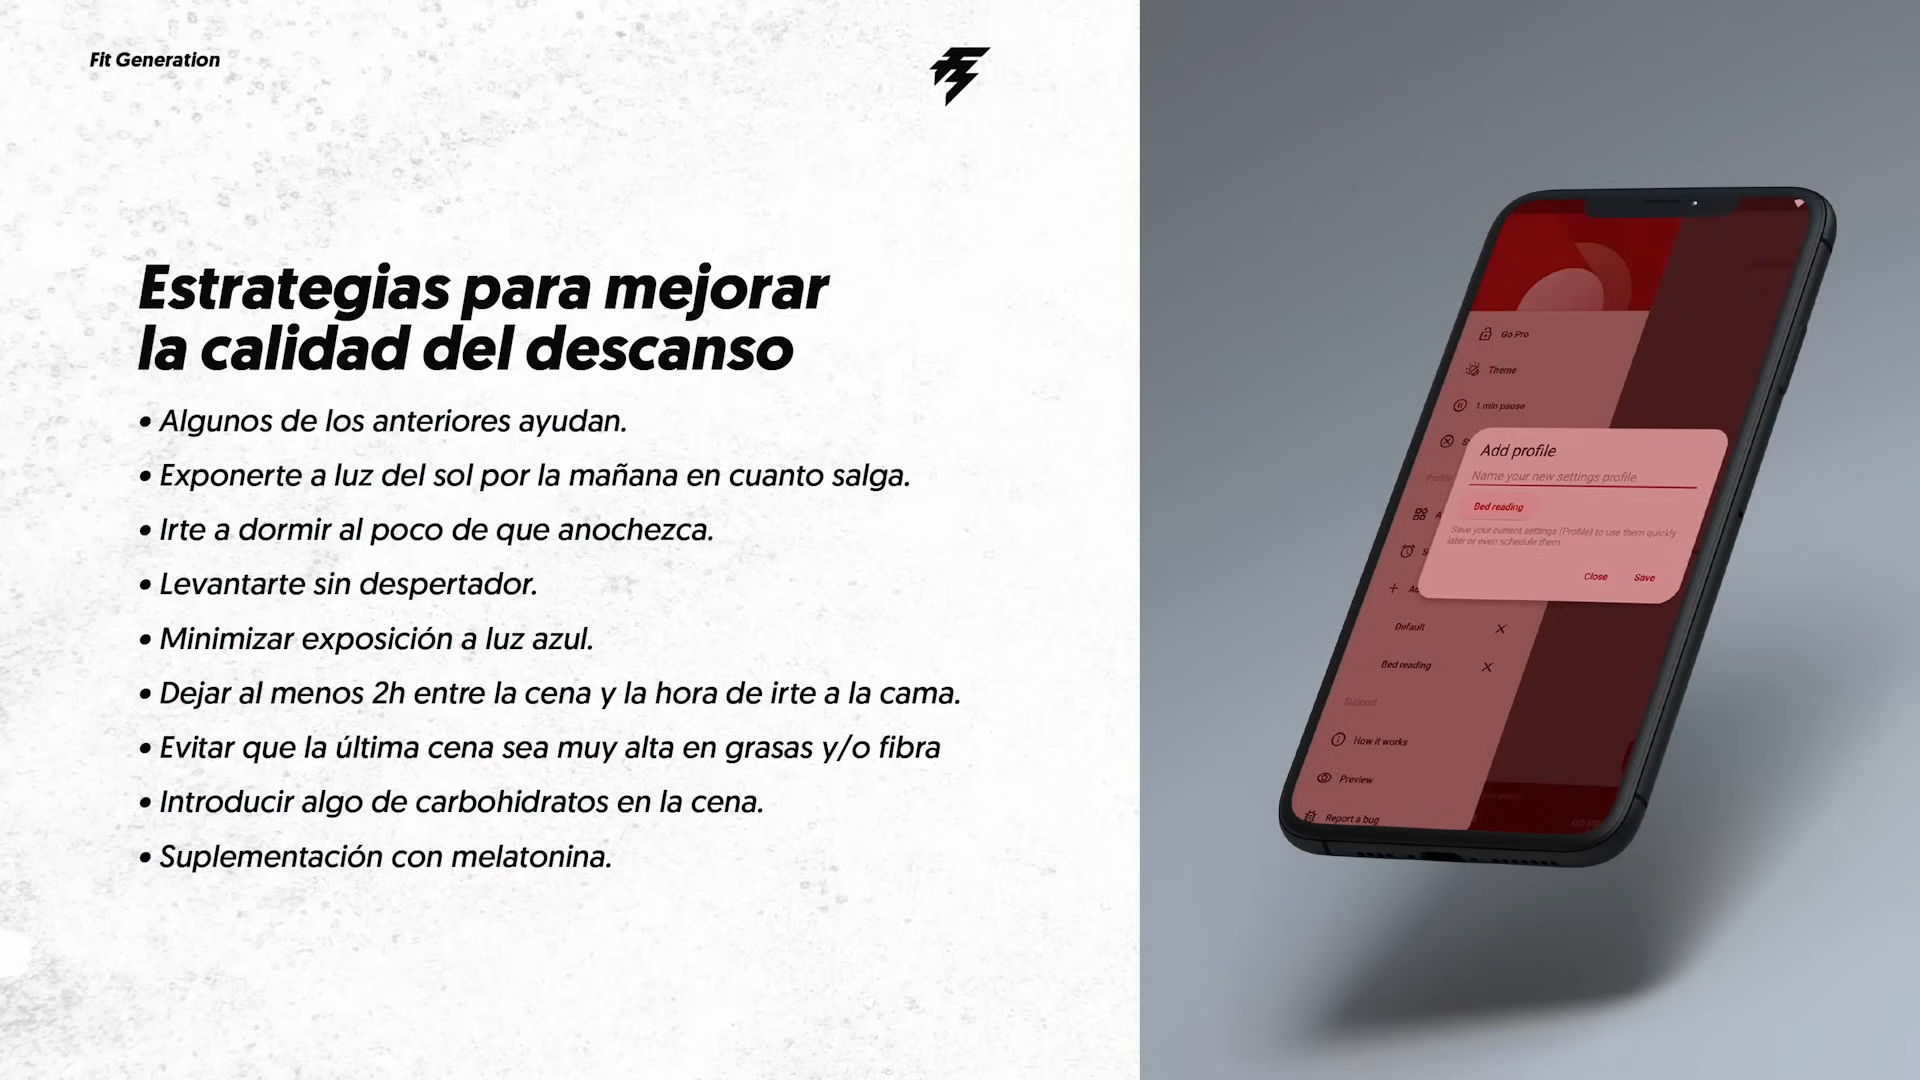 Fit Generation
Estrategias para mejorar
la calidad del descanso
• Algunos de los anteriores ayudan.
• Exponerte a luz del sol por la mañana en cuanto salga.
• Irte a dormir al poco de que anochezca.
• Levantarte sin despertador.
• Minimizar exposición a luz azul.
• Dejar al menos 2h entre la cena y la hora de irte a la cama.
• Evitar que la última cena sea muy alta en grasas y/o fibra
• Introducir algo de carbohidratos en la cena.
• Suplementación con melatonina.
Go Pro
Theme
1 min pause
Add profile
Name your new settings profile
Bed reading
Save your current settings (Profile) to use them quickly
later or even schedule them
Close Save
Default
Bed reading
Support
How it works
Preview
Report a bug